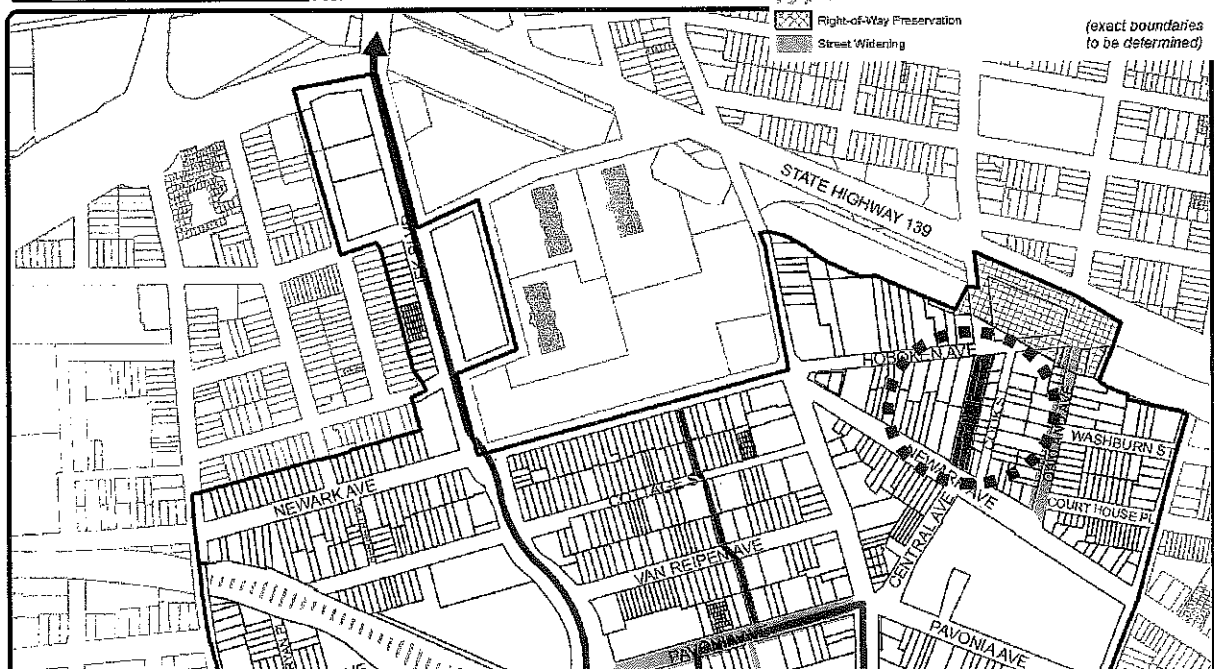 Right-of-Way Preservation
Street Widening
(exact boundaries
to be determined)
STATE HIGHWAY 139
HOBOKEN AVE
WASHBURN ST
NEWARK AVE
NEWARK AVE
COTTAGE ST
COURT HOUSE PL
CENTRAL AVE
VAN REIPEN AVE
PAVONIA AVE
PAVONIA AVE
AVE